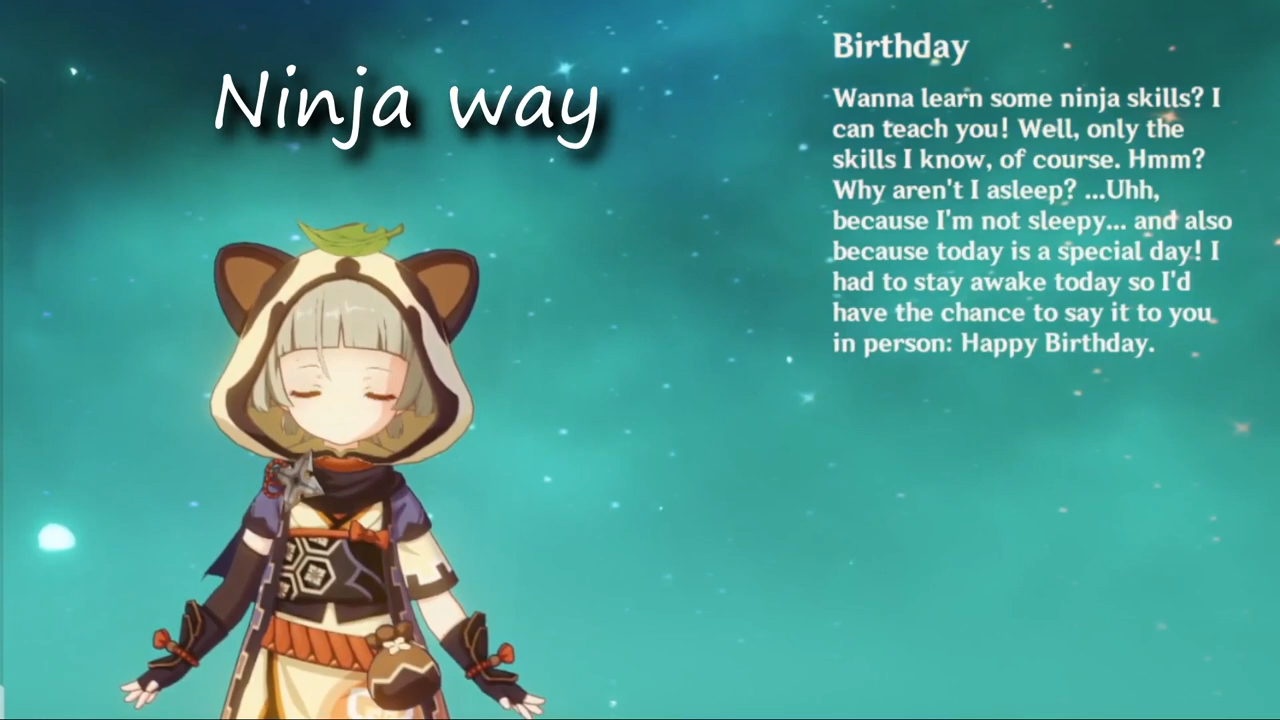 Ninja way
Birthday
Wanna learn some ninja skills? I
can teach you! Well, only the
skills I know, of course. Hmm?
Why aren't I asleep? ...Uhh,
because I'm not sleepy... and also
because today is a special day! I
had to stay awake today so I'd
have the chance to say it to you
in person: Happy Birthday.